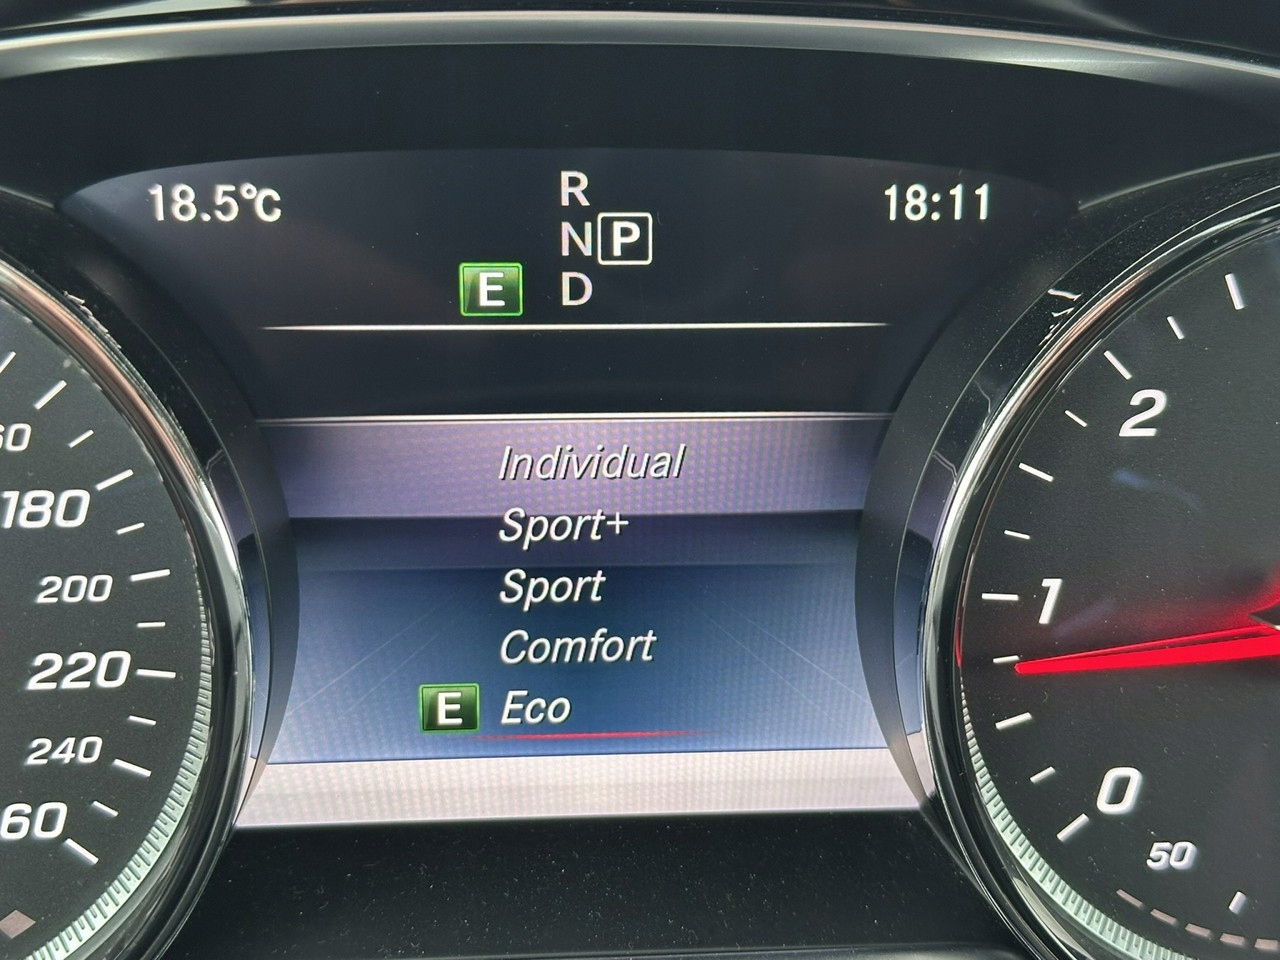 18.5°C
R
N P
E D
18:11
Individual
Sport+
Sport
Comfort
E Eco
180
200
220
240
2
1
0
50